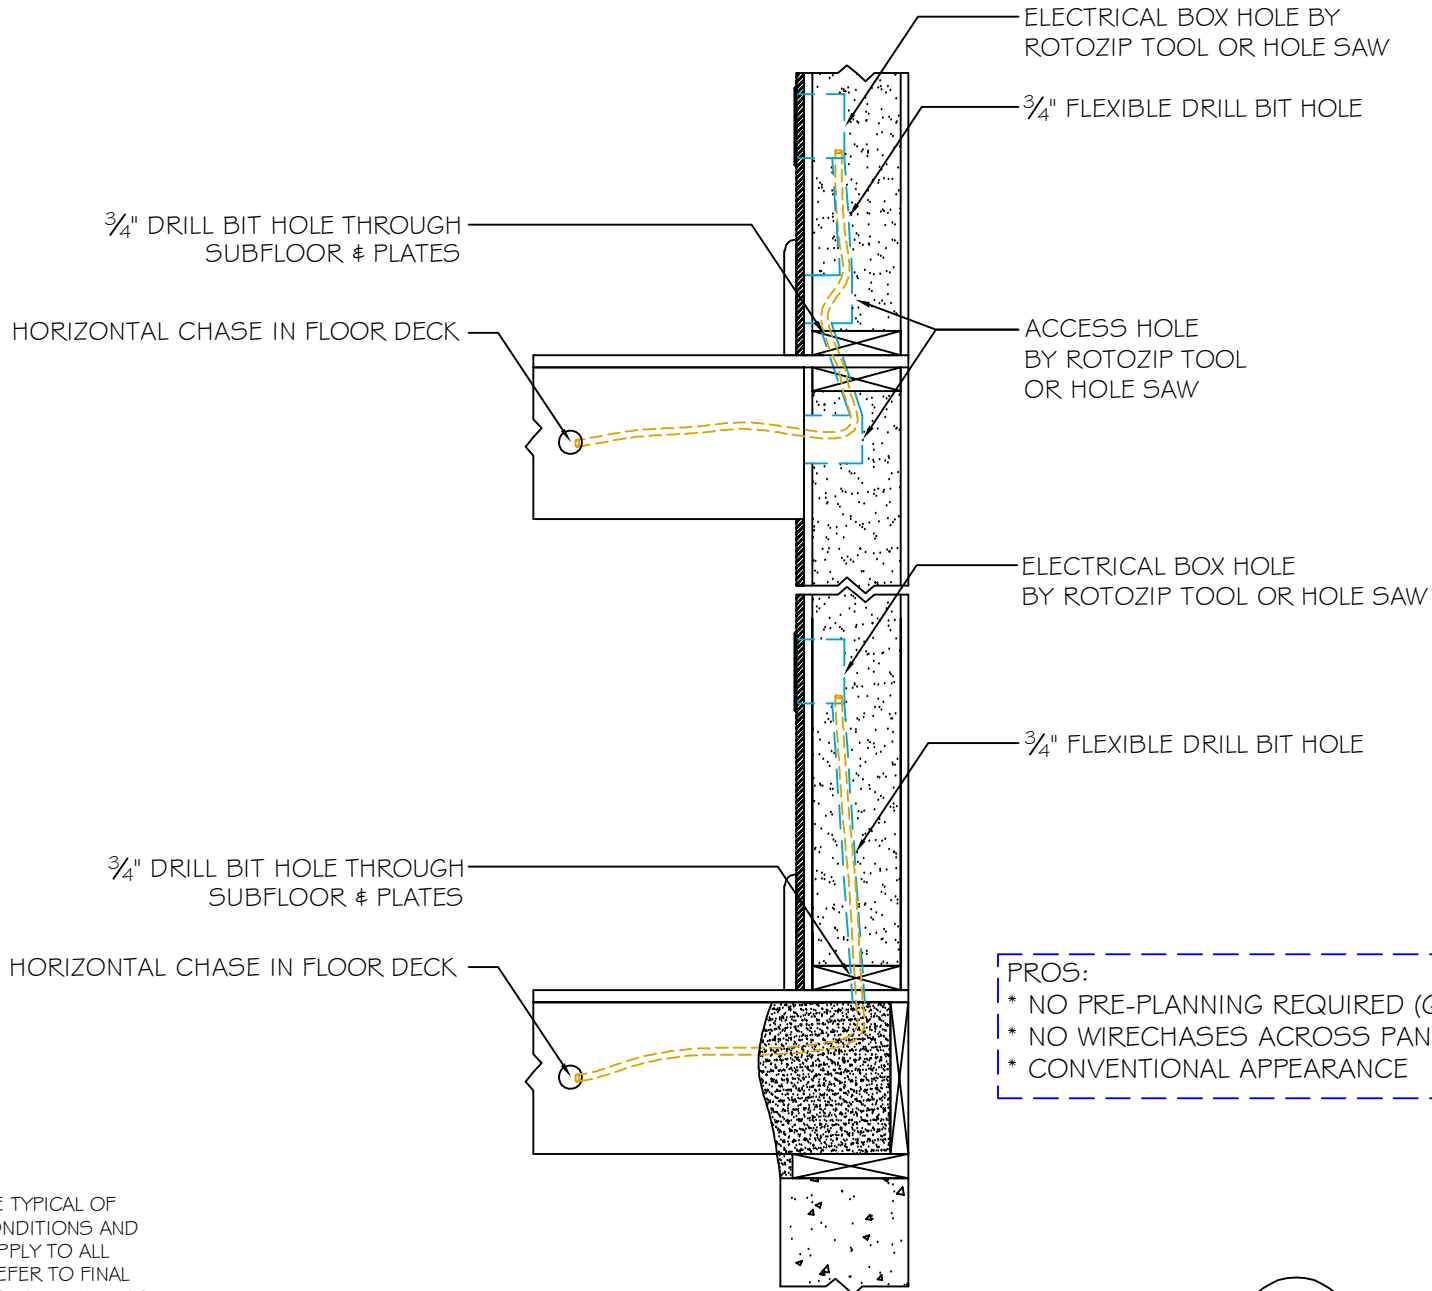 ELECTRICAL BOX HOLE BY
ROTOZIP TOOL OR HOLE SAW
3/4" FLEXIBLE DRILL BIT HOLE
3/4" DRILL BIT HOLE THROUGH
SUBFLOOR & PLATES
HORIZONTAL CHASE IN FLOOR DECK
ACCESS HOLE
BY ROTOZIP TOOL
OR HOLE SAW
ELECTRICAL BOX HOLE
BY ROTOZIP TOOL OR HOLE SAW
3/4" FLEXIBLE DRILL BIT HOLE
3/4" DRILL BIT HOLE THROUGH
SUBFLOOR & PLATES
HORIZONTAL CHASE IN FLOOR DECK
PROS:
* NO PRE-PLANNING REQUIRED (
* NO WIRECHASES ACROSS PAN
* CONVENTIONAL APPEARANCE
TYPICAL OF
ONDITIONS AND
PPLY TO ALL
EFER TO FINAL